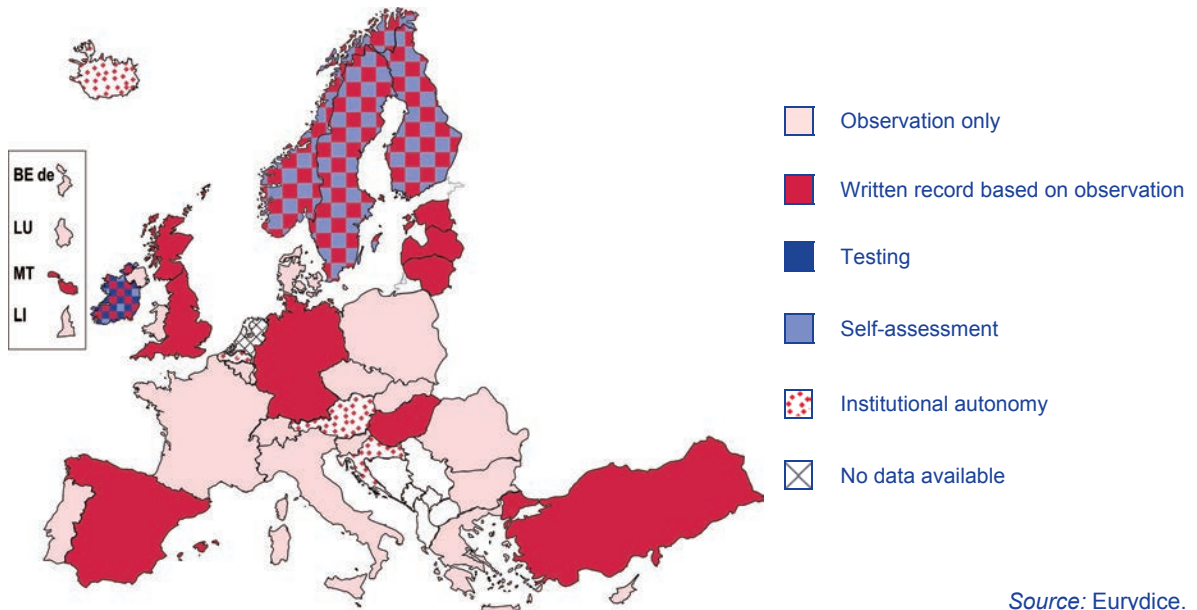 BE de
LU
MT
LI
Observation only
Written record based on observation
Testing
Self-assessment
Institutional autonomy
No data available
Source: Eurydice.